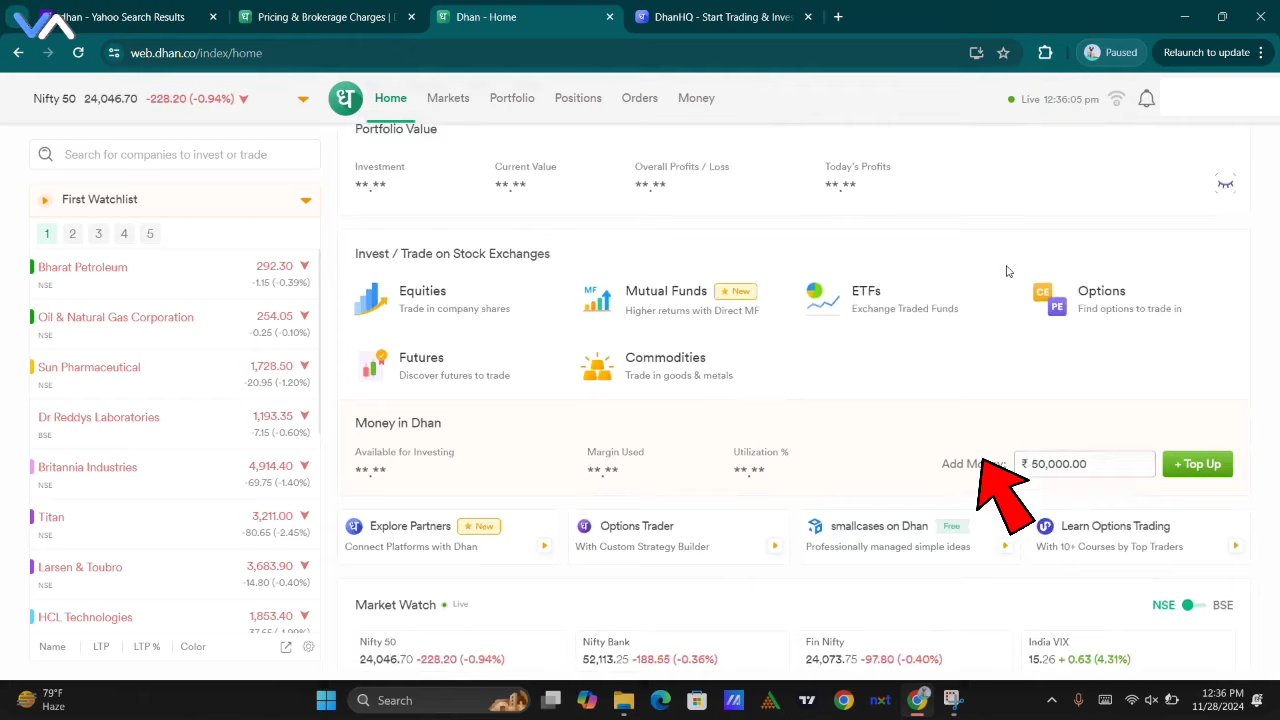 dhan - Yahoo Search Results
Pricing & Brokerage Charges |
Dhan - Home
DhanHQ - Start Trading & Inves
web.dhan.co/index/home
Paused
Relaunch to update
Nifty 50 24,046.70 -228.20 (-0.94%)
ध
Home
Markets
Portfolio
Positions
Orders
Money
Live 12:36:05 pm
Search for companies to invest or trade
First Watchlist
1 2 3 4 5
Bharat Petroleum 292.30
NSE -1.15 (-0.39%)
Oil & Natural Gas Corporation 254.05
NSE -0.25 (-0.10%)
Sun Pharmaceutical 1,728.50
NSE -20.95 (-1.20%)
Dr Reddys Laboratories 1,193.35
BSE -7.15 (-0.60%)
Britannia Industries 4,914.40
NSE -69.75 (-1.40%)
Titan 3,211.00
NSE -80.65 (-2.45%)
Larsen & Toubro 3,683.90
NSE -14.80 (-0.40%)
HCL Technologies 1,853.40
Name LTP LTP % Color
Portfolio Value
Investment Current Value Overall Profits / Loss Today's Profits
**.** **.** **.** **.**
Invest / Trade on Stock Exchanges
Equities
Trade in company shares
MF
Mutual Funds New
Higher returns with Direct MF
ETFs
Exchange Traded Funds
CE
PE
Options
Find options to trade in
Futures
Discover futures to trade
Commodities
Trade in goods & metals
Money in Dhan
Available for Investing Margin Used Utilization %
**.** **.** **.**
Add Money: ₹ 50,000.00 + Top Up
Explore Partners New
Connect Platforms with Dhan
Options Trader
With Custom Strategy Builder
smallcases on Dhan Free
Professionally managed simple ideas
Learn Options Trading
With 10+ Courses by Top Traders
Market Watch Live
NSE BSE
Nifty 50
24,046.70 -228.20 (-0.94%)
Nifty Bank
52,113.25 -188.55 (-0.36%)
Fin Nifty
24,073.75 -97.80 (-0.40%)
India VIX
15.26 + 0.63 (4.31%)
79°F
Haze
Search
12:36 PM
11/28/2024